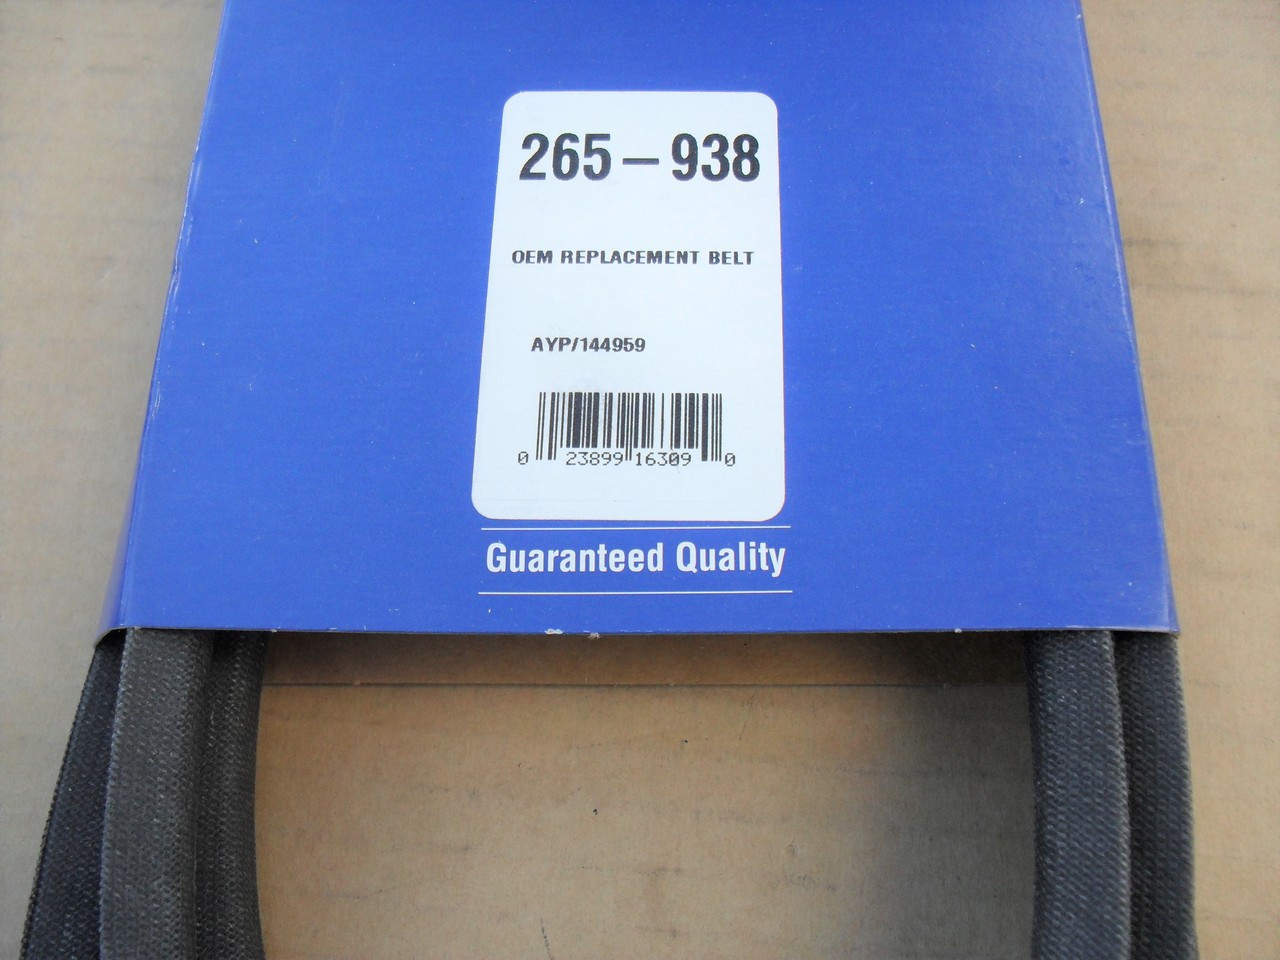 265-938
OEM REPLACEMENT BELT
AYP/144959
0 23899 16309 0
Guaranteed Quality